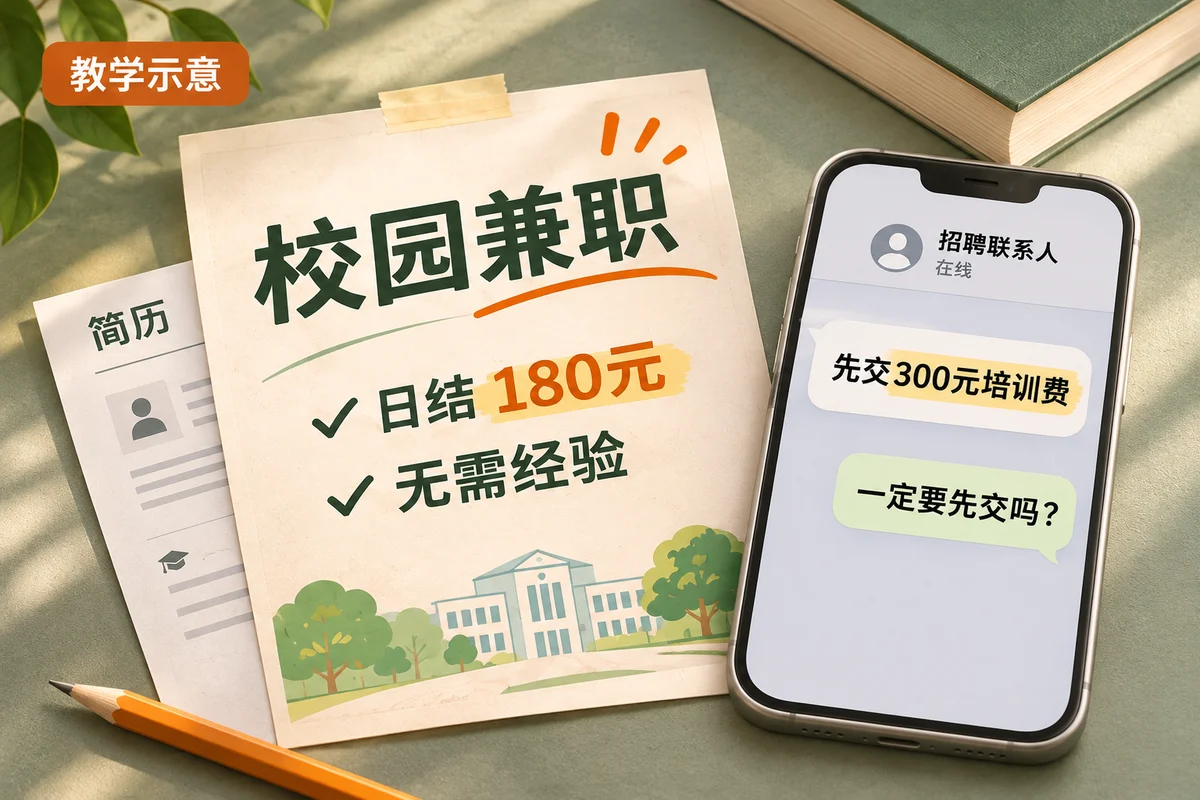 教学示意
简历
校园兼职
日结 180元
无需经验
招聘联系人
在线
先交300元培训费
一定要先交吗？